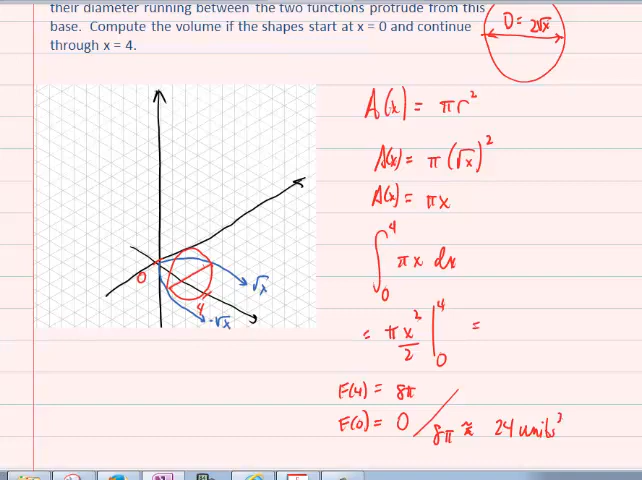 their diameter running between the two functions protrude from this
base. Compute the volume if the shapes start at x = 0 and continue
through x = 4.
D = 2√x
A(x) = πr²
A(x) = π(√x)²
A(x) = πx
∫₀⁴ πx dx
= πx²/2 |₀⁴ =
F(4) = 8π
F(0) = 0
8π ≈ 24 units³
0
4
√x
-√x